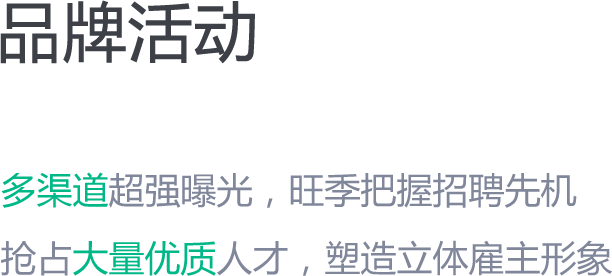 品牌活动
多渠道超强曝光，旺季把握招聘先机
抢占大量优质人才，塑造立体雇主形象